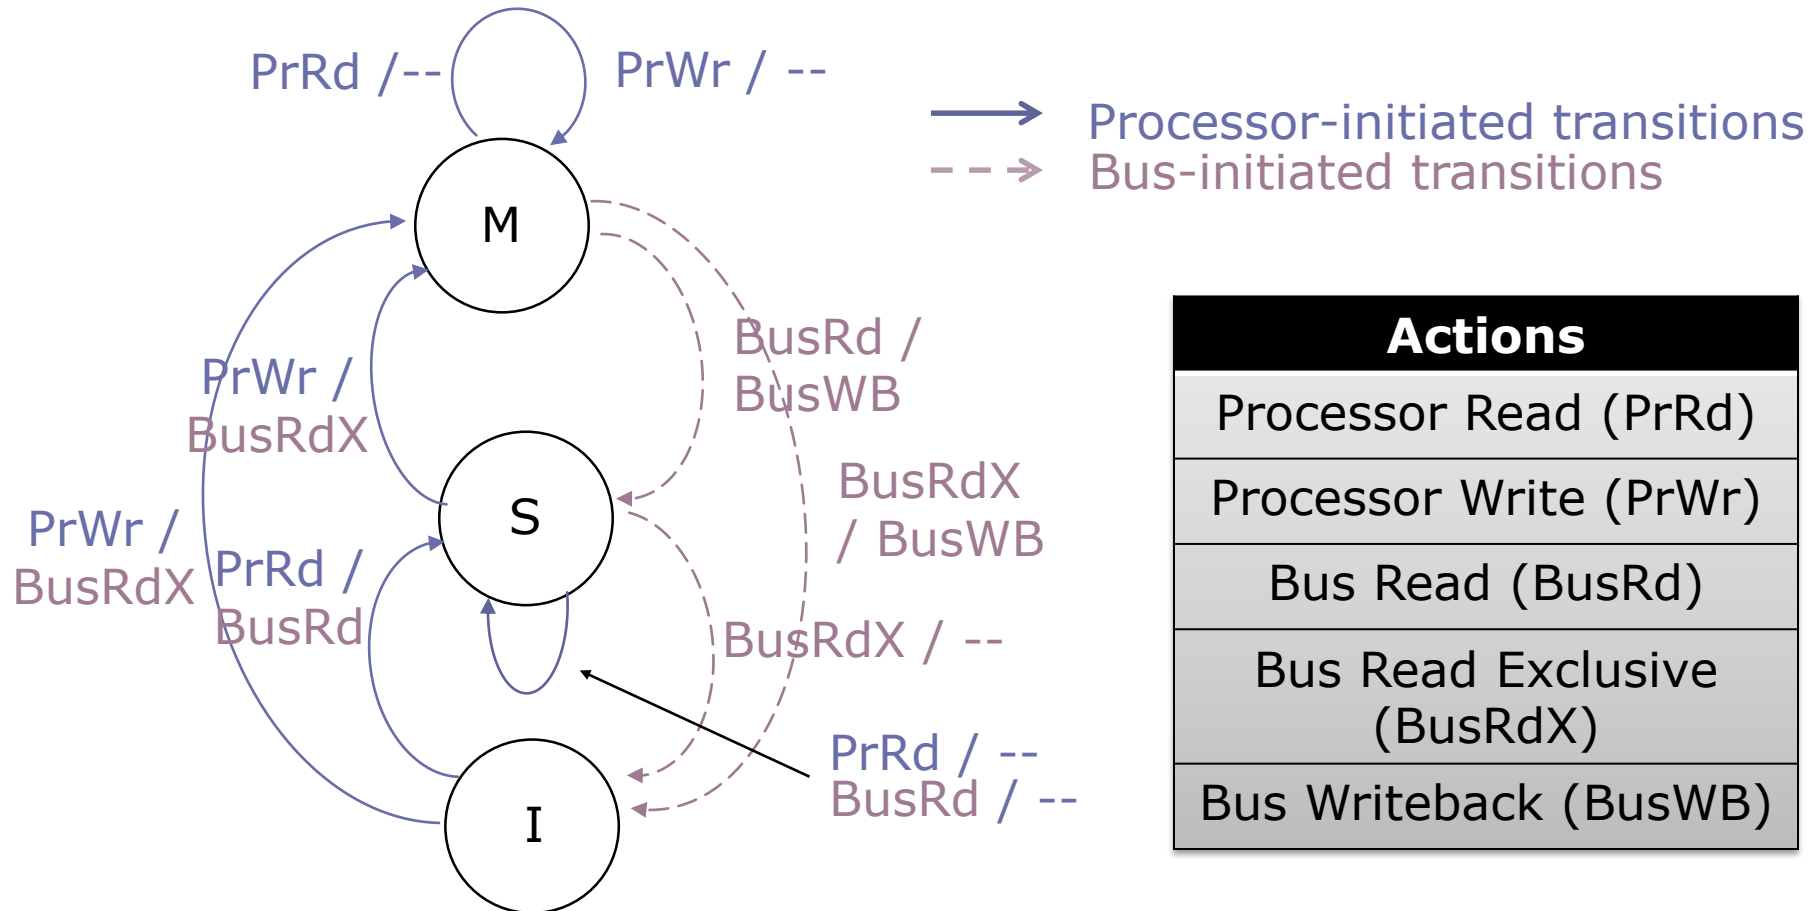 PrRd /--
PrWr / --
Processor-initiated transitions
Bus-initiated transitions
M
BusRd /
BusWB
PrWr /
BusRdX
BusRdX
/ BusWB
S
PrWr /
BusRdX
PrRd /
BusRd
BusRdX / --
PrRd / --
BusRd / --
I
Actions
Processor Read (PrRd)
Processor Write (PrWr)
Bus Read (BusRd)
Bus Read Exclusive
(BusRdX)
Bus Writeback (BusWB)